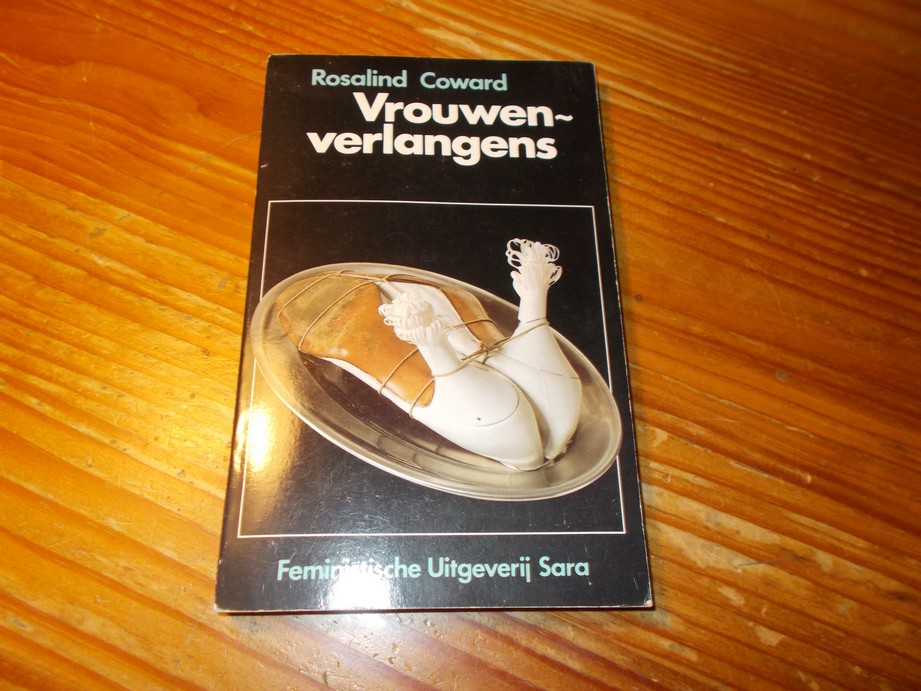 Rosalind Coward
Vrouwen~
verlangens
Feministische Uitgeverij Sara